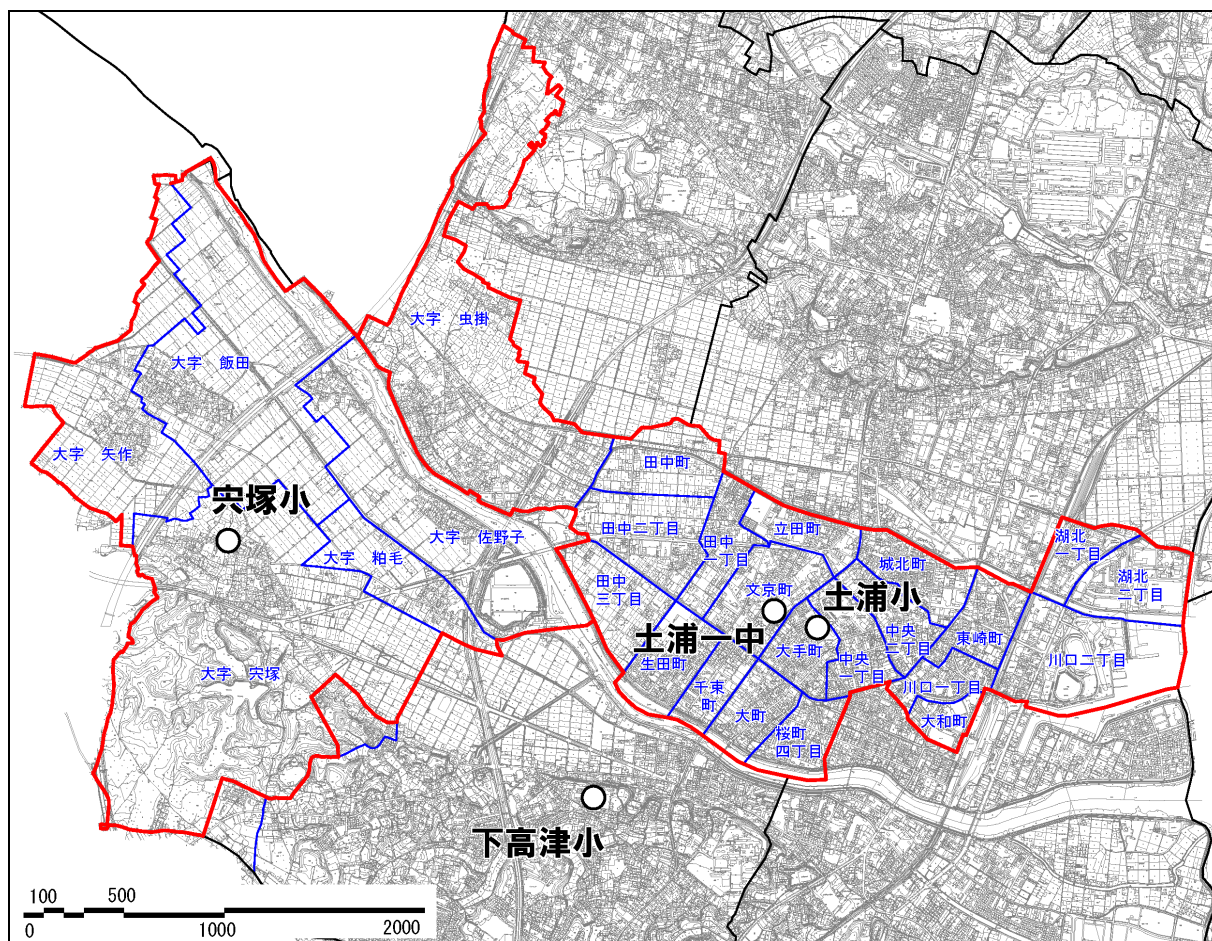 大字 虫掛
大字 飯田
大字 矢作
田中町
宍塚小
田中二丁目
立田町
湖北
一丁目
大字 佐野子
田中
一丁目
城北町
湖北
二丁目
大字 粕毛
田中
三丁目
文京町
土浦小
土浦一中
大手町
中央
二丁目
東崎町
生田町
中央
一丁目
川口二丁目
大字 宍塚
千束
町
川口一丁目
大町
大和町
桜町
四丁目
下高津小
100
500
0
1000
2000